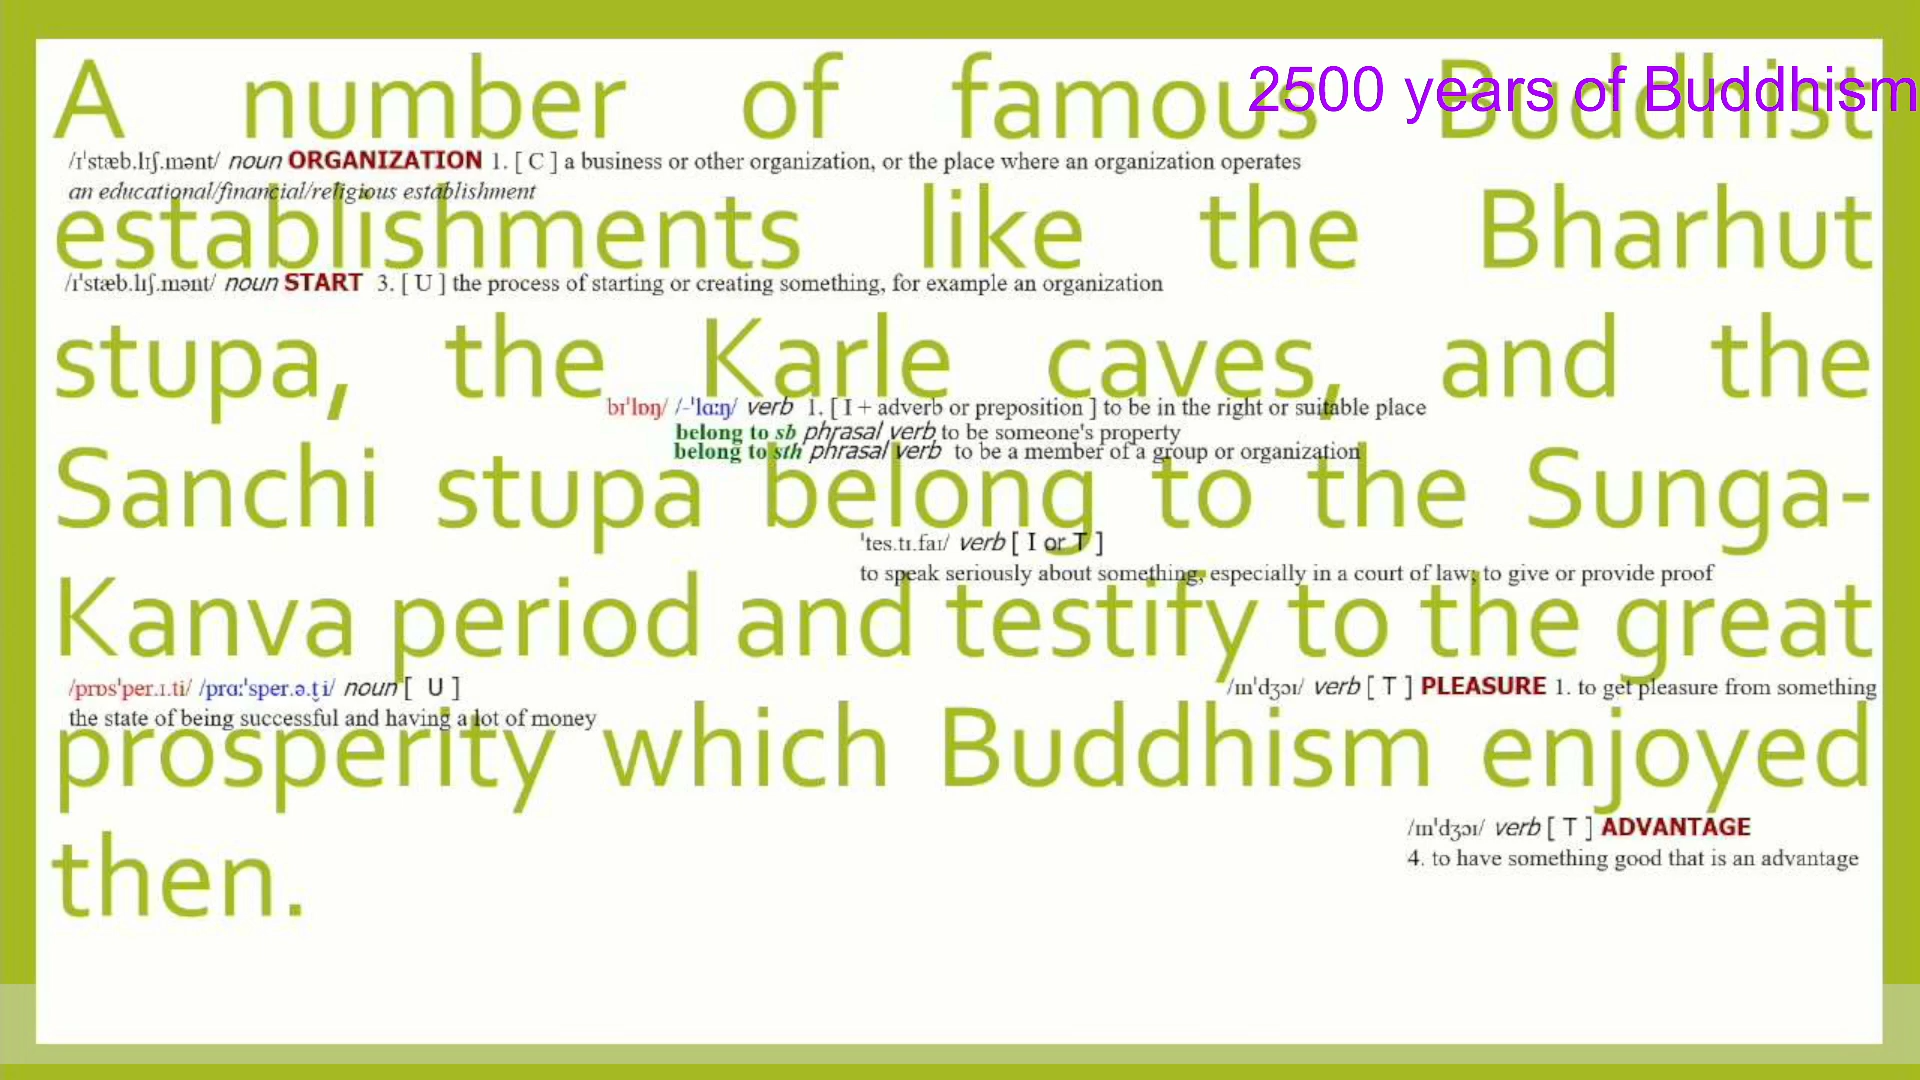 A number of famous Buddhist
2500 years of Buddhism
/ɪˈstæb.lɪʃ.mənt/ noun ORGANIZATION 1. [ C ] a business or other organization, or the place where an organization operates
an educational/financial/religious establishment
establishments like the Bharhut
/ɪˈstæb.lɪʃ.mənt/ noun START 3. [ U ] the process of starting or creating something, for example an organization
stupa, the Karle caves, and the
bɪˈlɒŋ/ /-ˈlɑːŋ/ verb 1. [ I + adverb or preposition ] to be in the right or suitable place
belong to sb phrasal verb to be someone's property
belong to sth phrasal verb to be a member of a group or organization
Sanchi stupa belong to the Sunga-
ˈtes.tɪ.faɪ/ verb [ I or T ]
to speak seriously about something, especially in a court of law; to give or provide proof
Kanva period and testify to the great
/prɒsˈper.ɪ.ti/ /prɑːˈsper.ə.t̬i/ noun [ U ]
the state of being successful and having a lot of money
/ɪnˈdʒɔɪ/ verb [ T ] PLEASURE 1. to get pleasure from something
prosperity which Buddhism enjoyed
/ɪnˈdʒɔɪ/ verb [ T ] ADVANTAGE
4. to have something good that is an advantage
then.